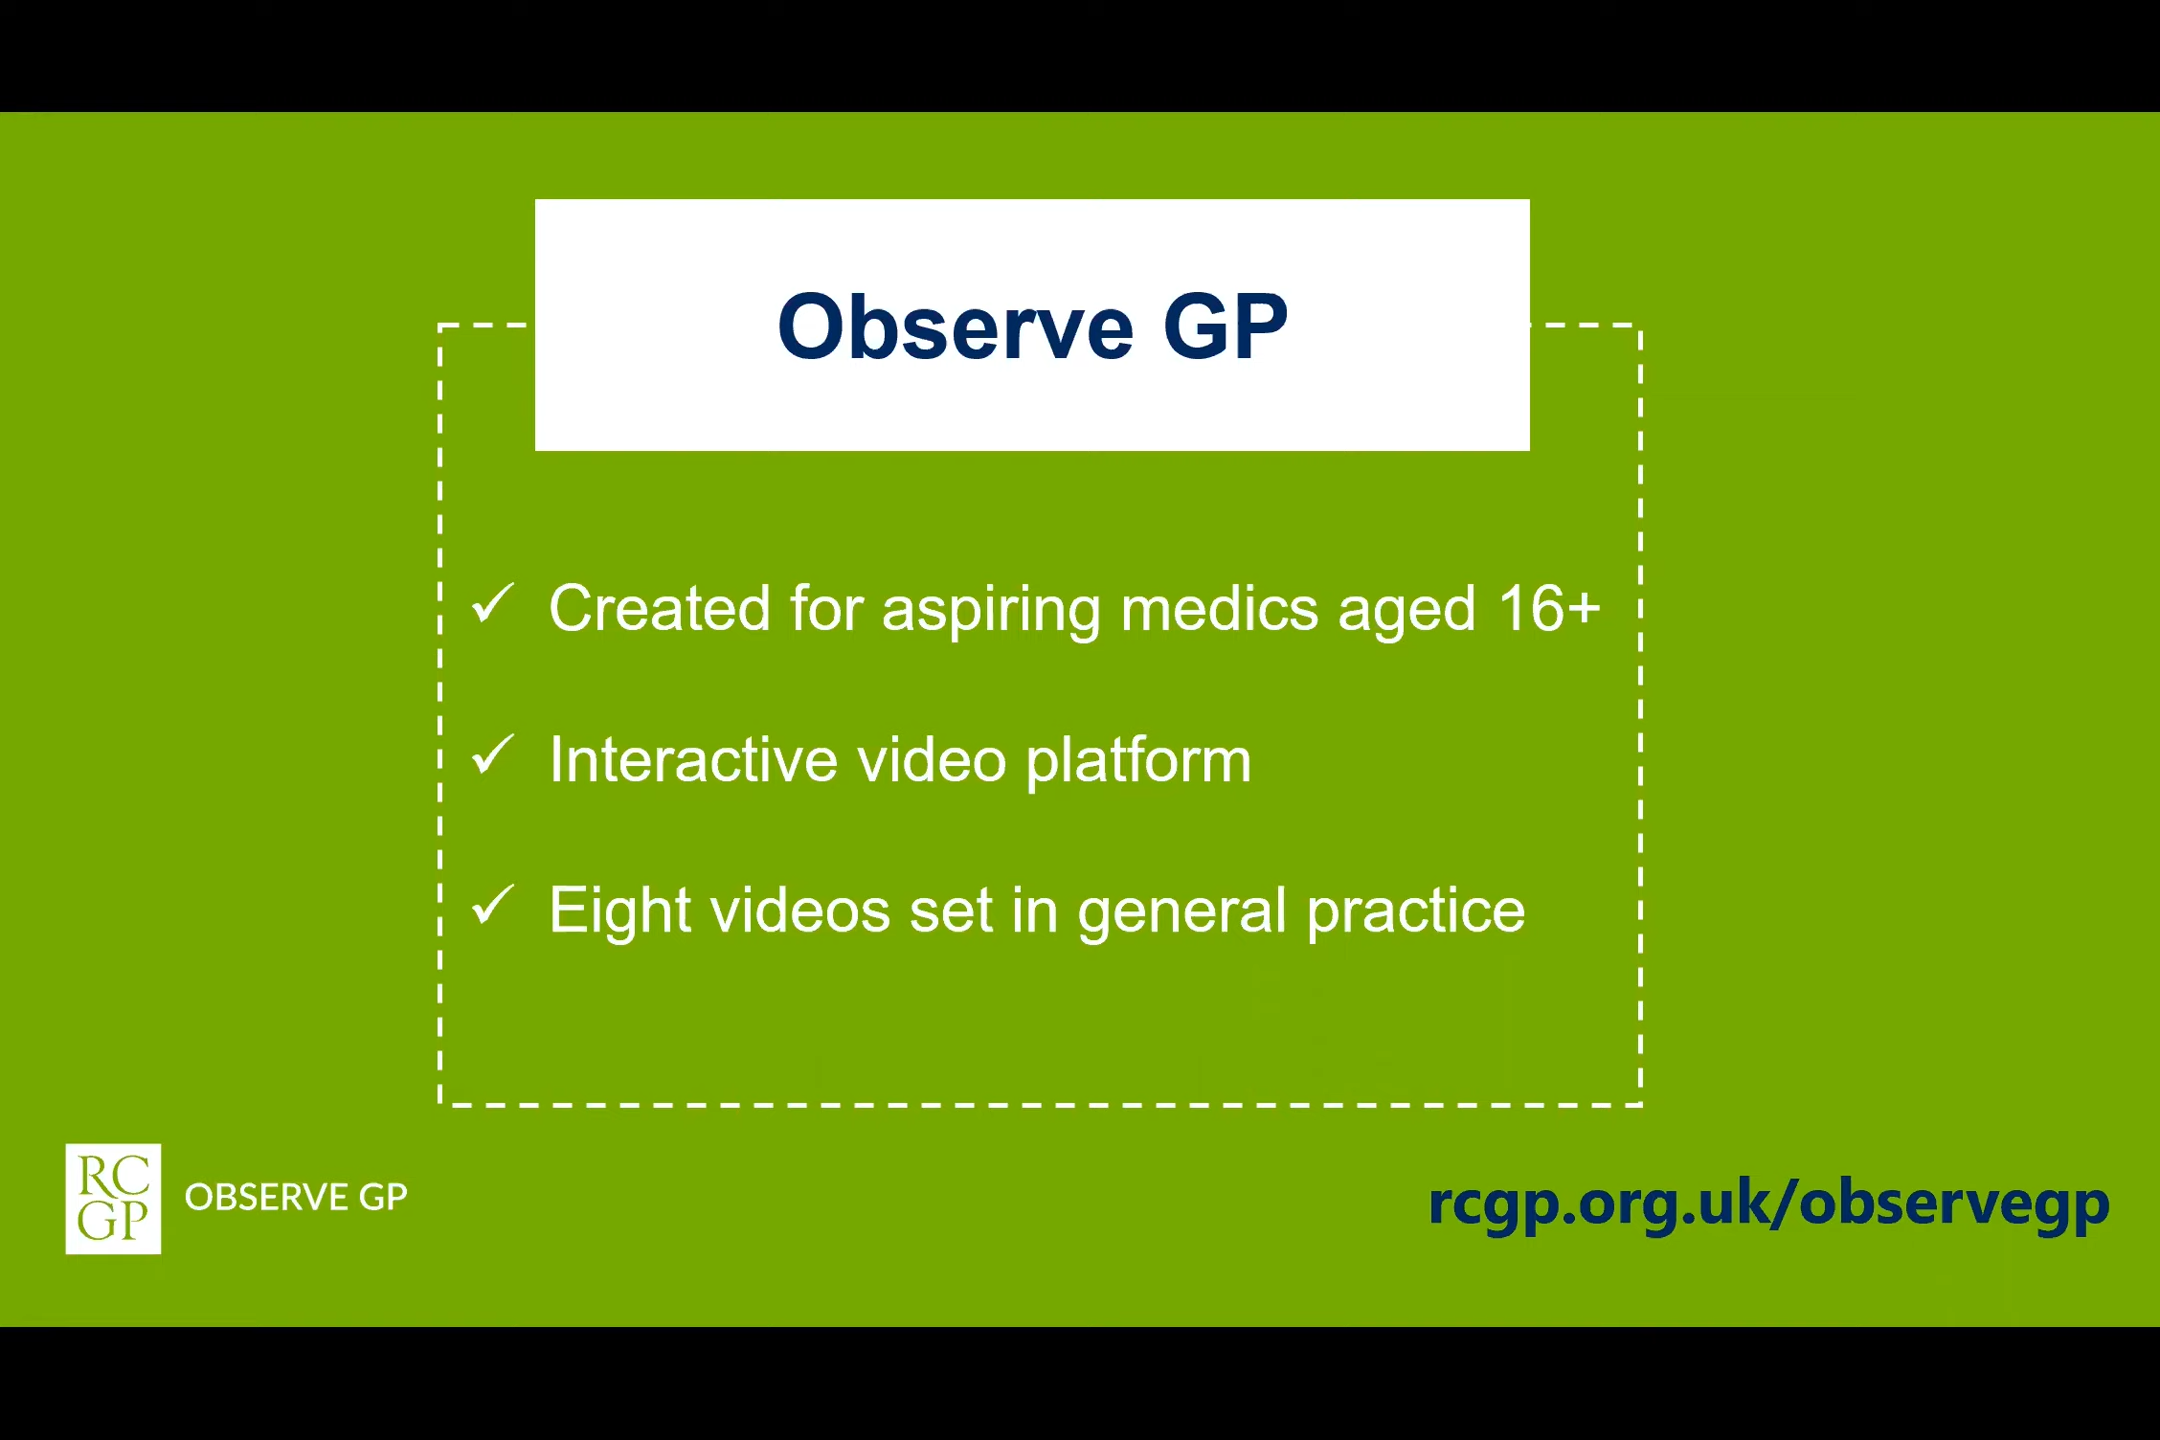 Observe GP
✓ Created for aspiring medics aged 16+
✓ Interactive video platform
✓ Eight videos set in general practice
RC
GP
OBSERVE GP
rcgp.org.uk/observegp